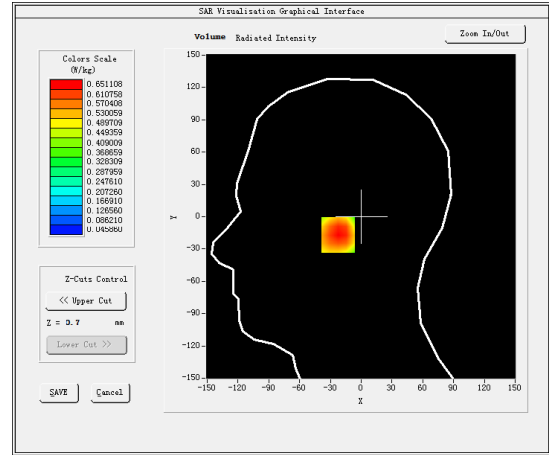 SAR Visualisation Graphical Interface
Volume Radiated Intensity
Zoom In/Out
Colors Scale
(W/kg)
0.651108
0.610758
0.570408
0.530059
0.489709
0.449359
0.409009
0.368659
0.328309
0.287959
0.247610
0.207260
0.166910
0.126560
0.086210
0.045860
Z-Cuts Control
<< Upper Cut
Z = 0.7 mm
Lower Cut >>
SAVE Cancel
150
120
90
60
30
0
-30
-60
-90
-120
-150
Y
-150 -120 -90 -60 -30 0 30 60 90 120 150
X